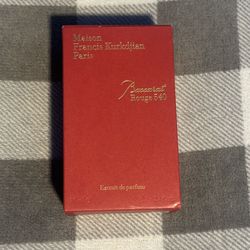 Maison
Francis Kurkdjian
Paris
Baccarat
Rouge 540
Extrait de parfum